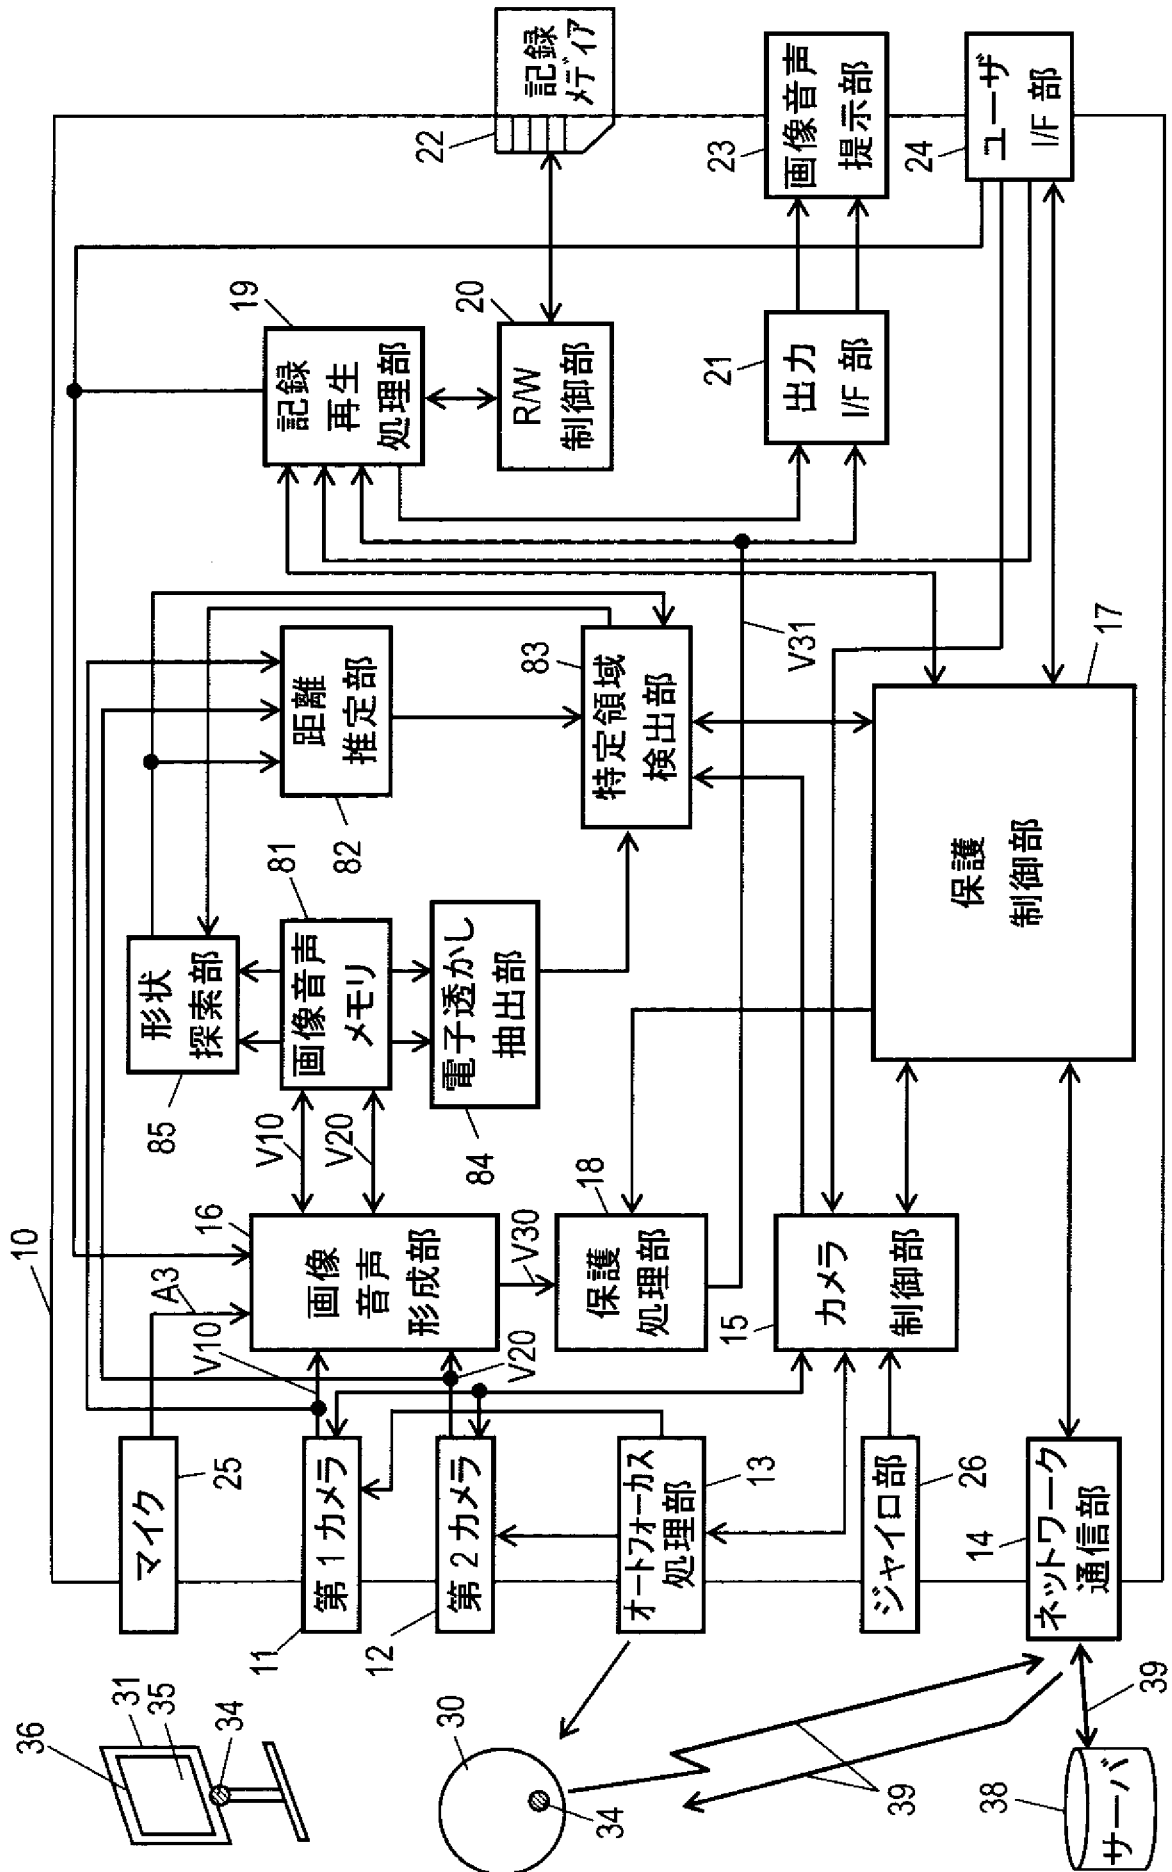 10
マイク
25
A3
第1カメラ
11
V10
第2カメラ
12
V20
オートフォーカス
処理部
13
ジャイロ部
26
ネットワーク
通信部
14
画像
音声
形成部
16
V30
保護
処理部
18
カメラ
制御部
15
V10
V20
形状
探索部
85
画像音声
メモリ
81
電子透かし
抽出部
84
距離
推定部
82
特定領域
検出部
83
保護
制御部
17
V31
記録
再生
処理部
19
R/W
制御部
20
出力
I/F部
21
記録
メディア
22
画像音声
提示部
23
ユーザ
I/F部
24
36
31
35
34
30
34
39
サーバ
38
39